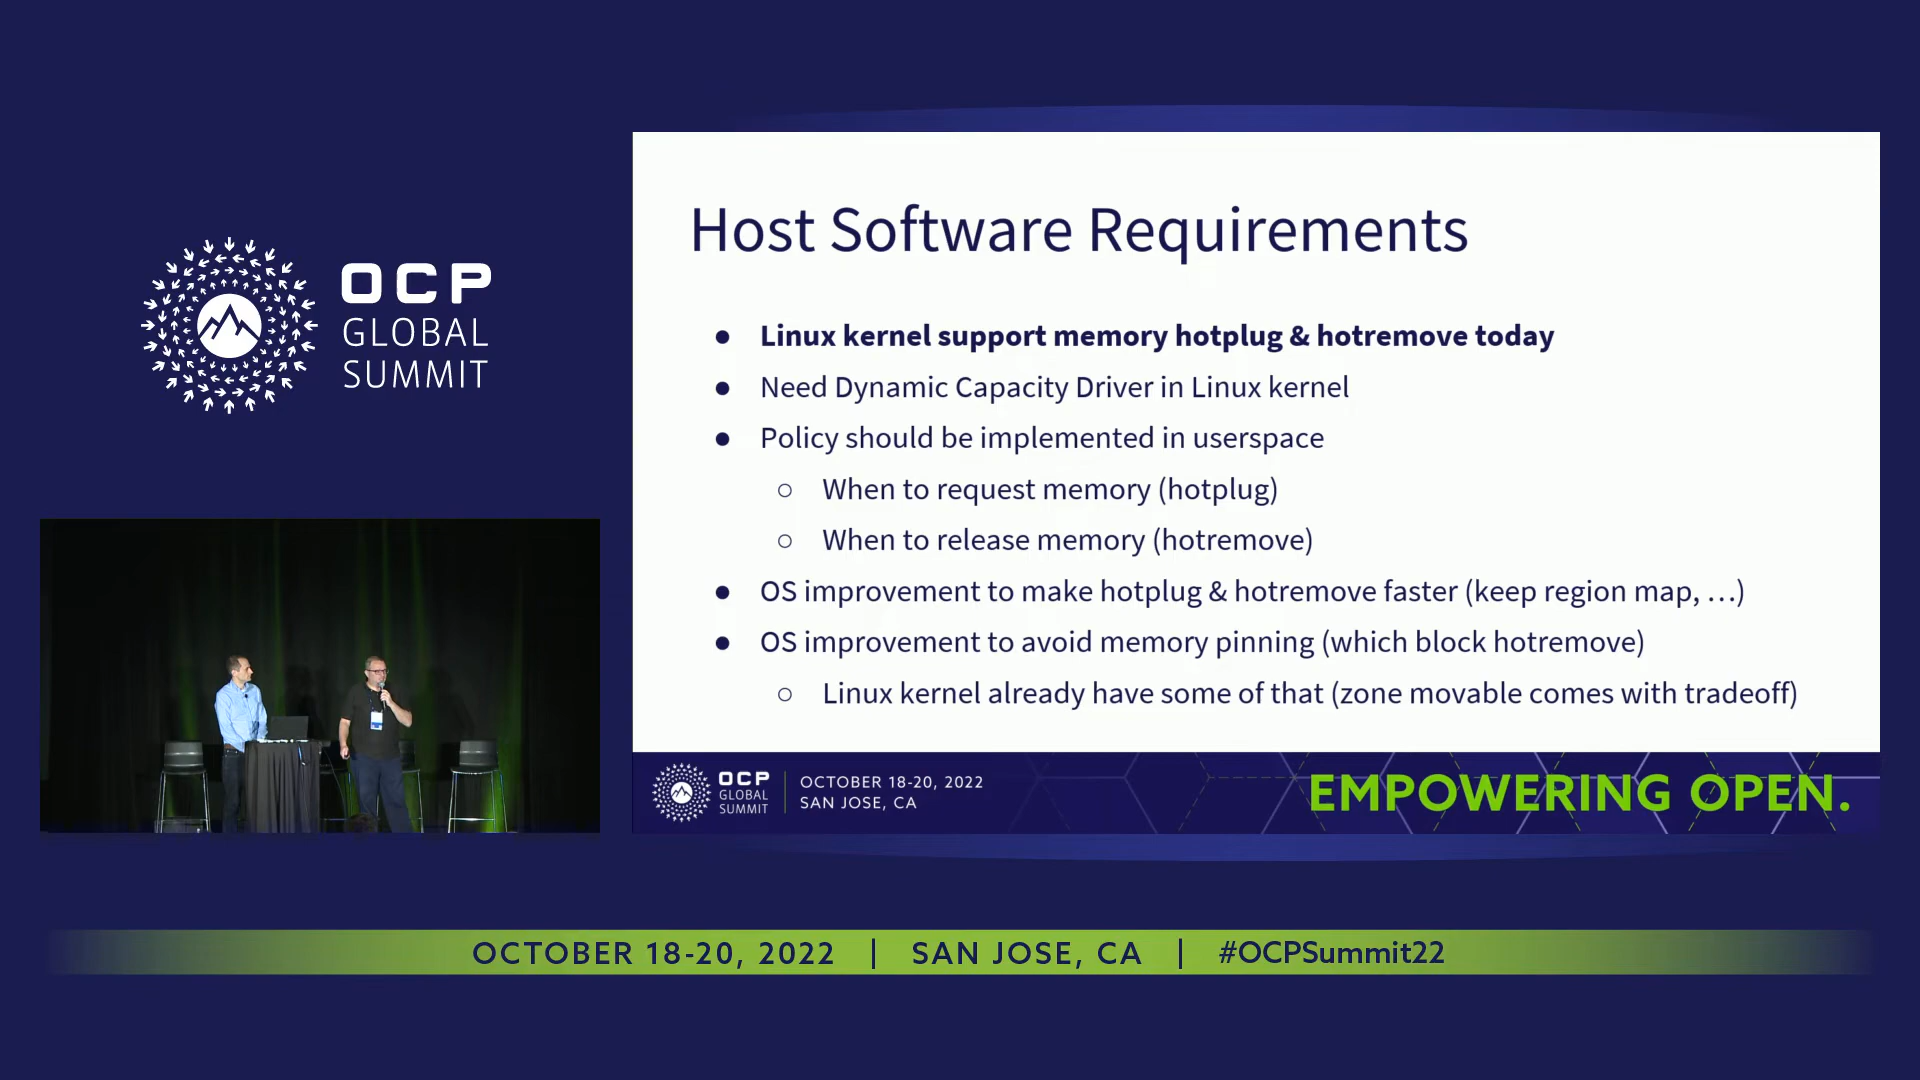 OCP
GLOBAL
SUMMIT
Host Software Requirements
● Linux kernel support memory hotplug & hotremove today
● Need Dynamic Capacity Driver in Linux kernel
● Policy should be implemented in userspace
○ When to request memory (hotplug)
○ When to release memory (hotremove)
● OS improvement to make hotplug & hotremove faster (keep region map, …)
● OS improvement to avoid memory pinning (which block hotremove)
○ Linux kernel already have some of that (zone movable comes with tradeoff)
OCP
GLOBAL
SUMMIT
OCTOBER 18-20, 2022
SAN JOSE, CA
EMPOWERING OPEN.
OCTOBER 18-20, 2022 | SAN JOSE, CA | #OCPSummit22